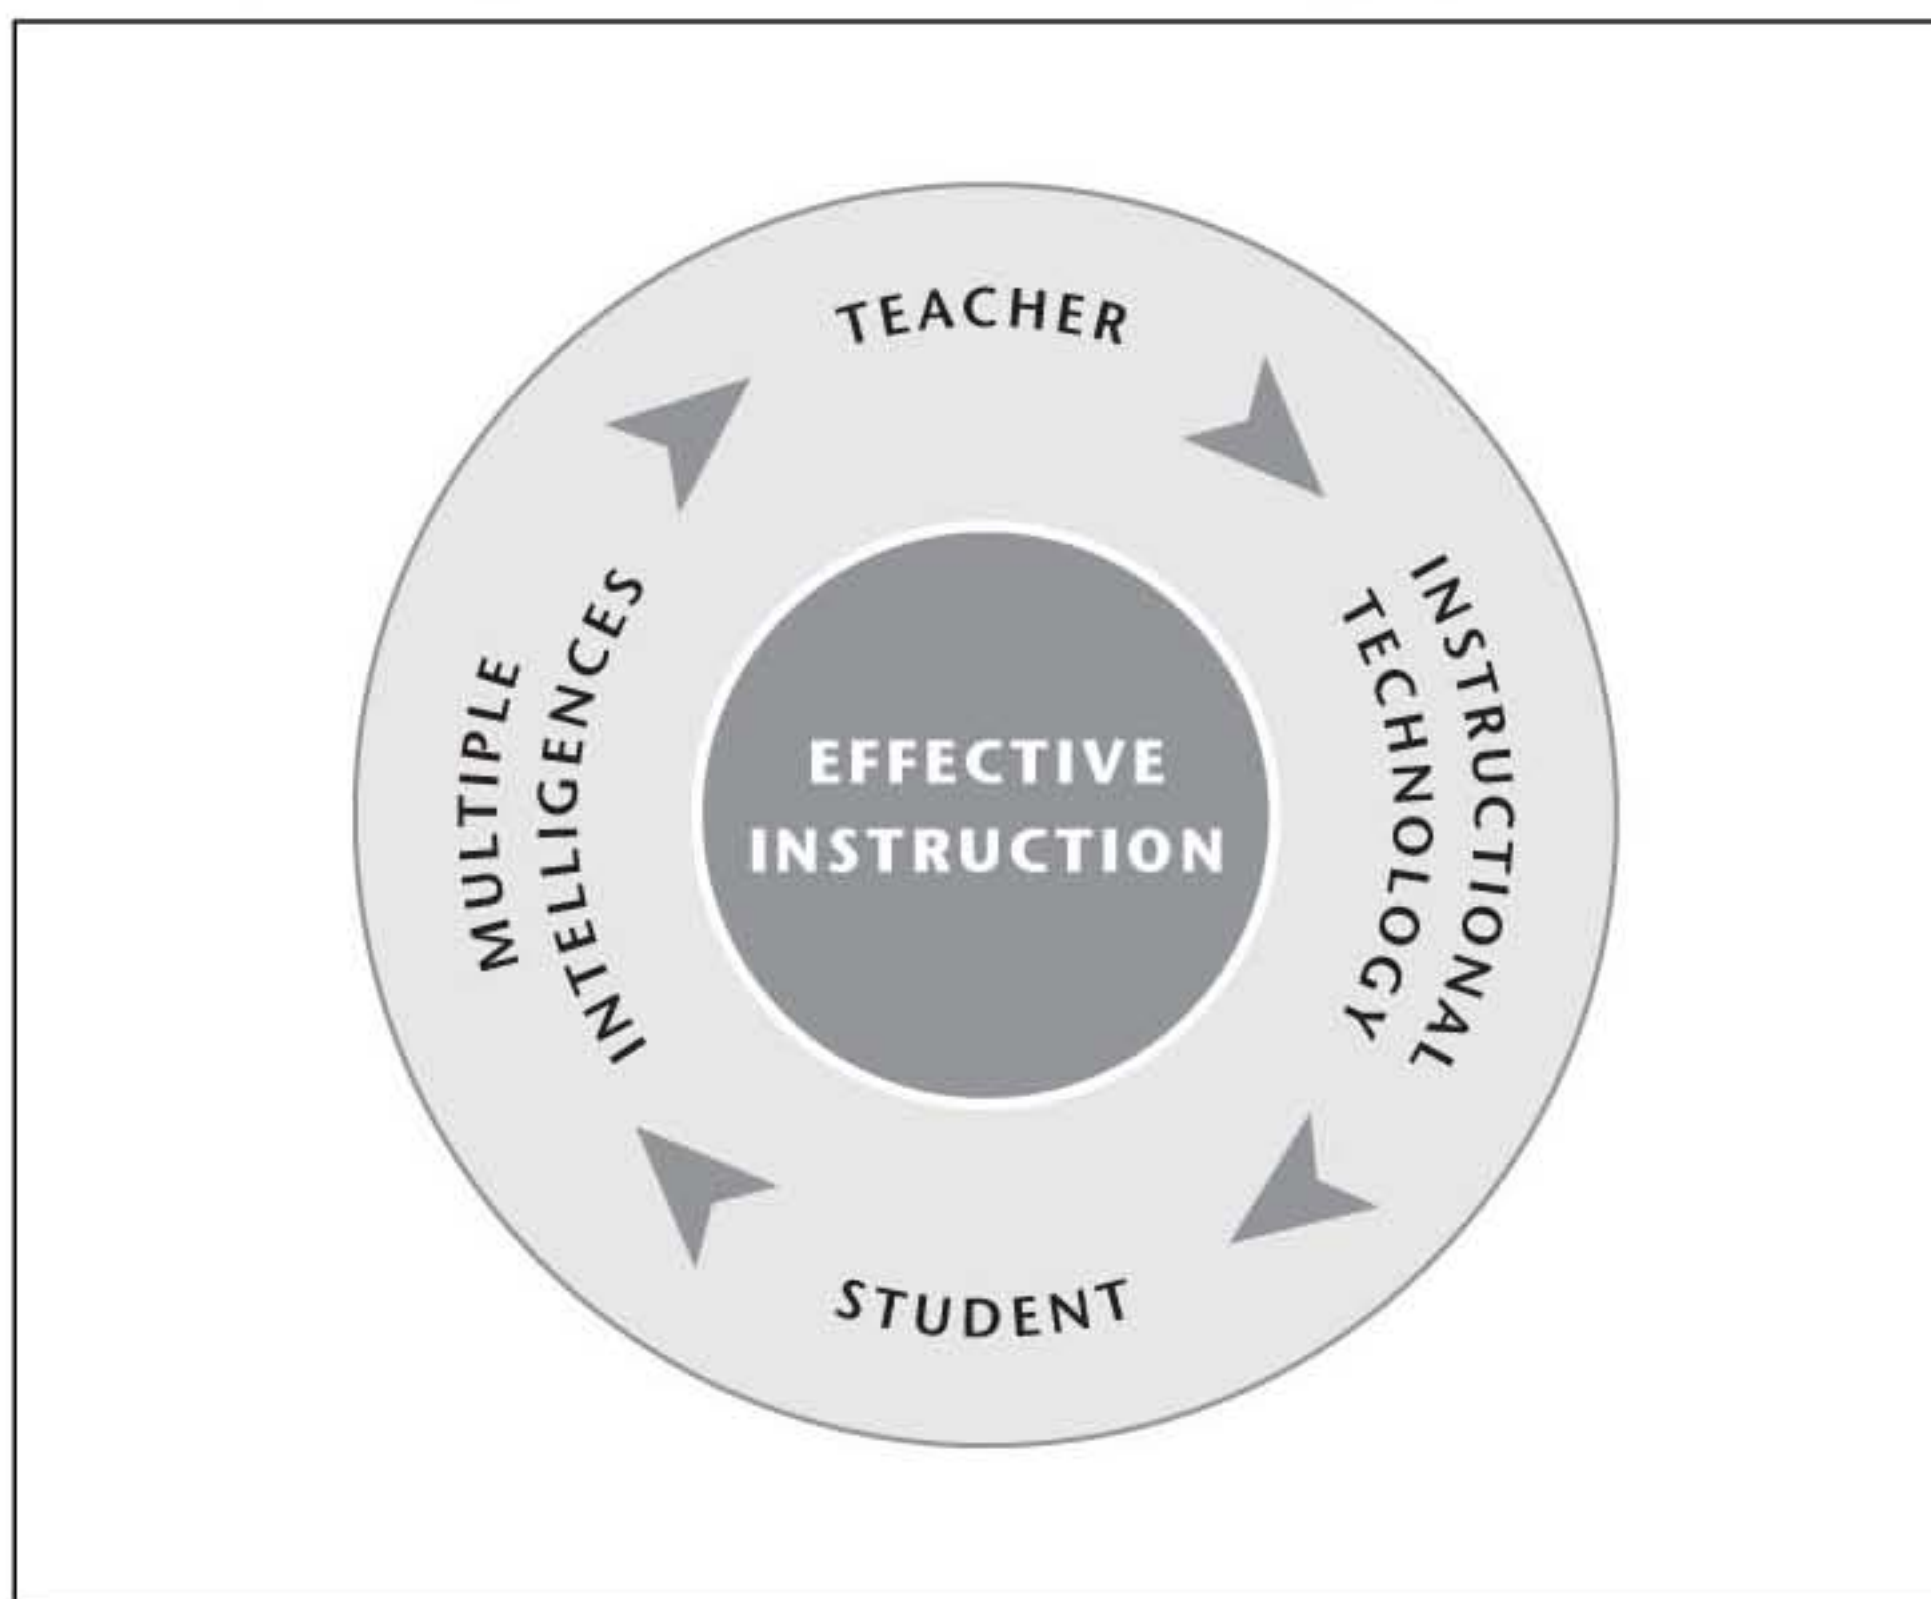 TEACHER
INSTRUCTIONAL
TECHNOLOGY
STUDENT
MULTIPLE
INTELLIGENCES
EFFECTIVE
INSTRUCTION